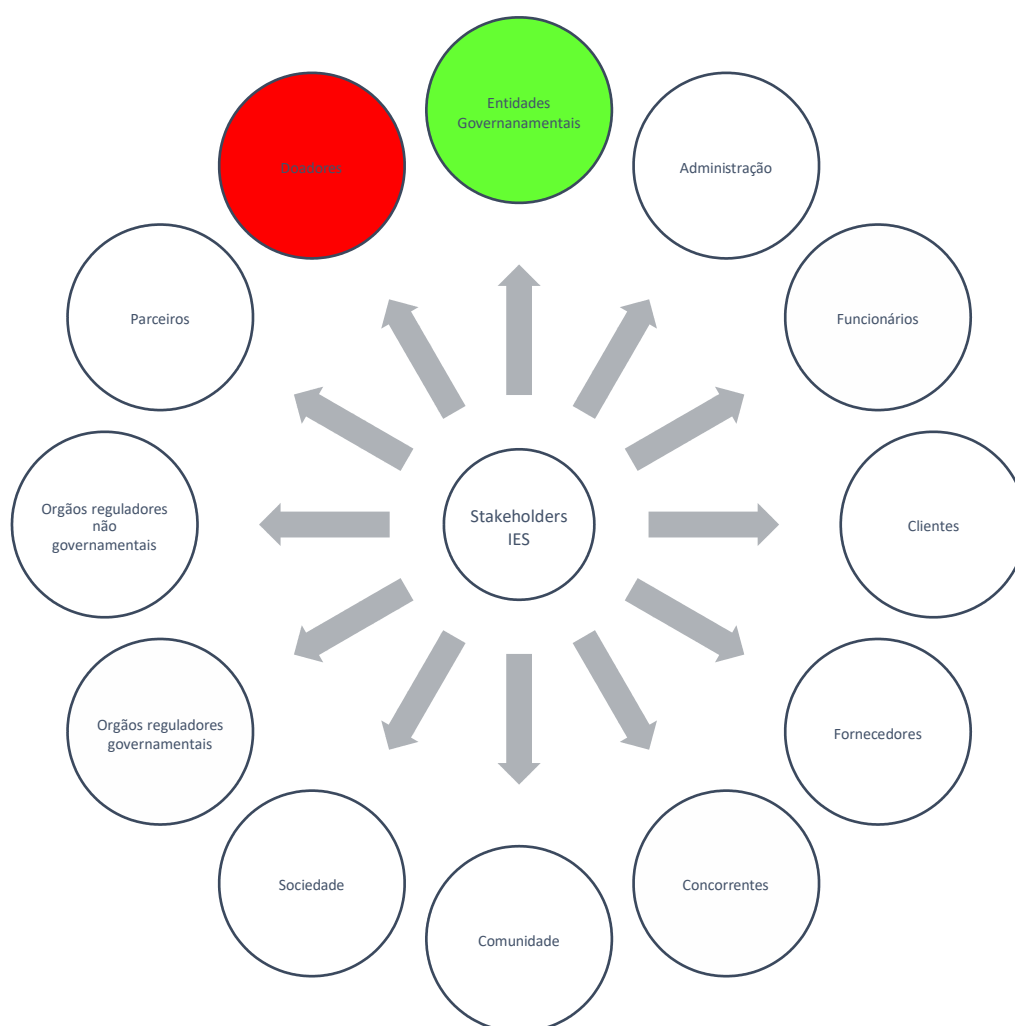 Entidades
Governanamentais
Administração
Funcionários
Clientes
Fornecedores
Concorrentes
Comunidade
Sociedade
Orgãos reguladores
governamentais
Orgãos reguladores
não
governamentais
Parceiros
Doadores
Stakeholders
IES